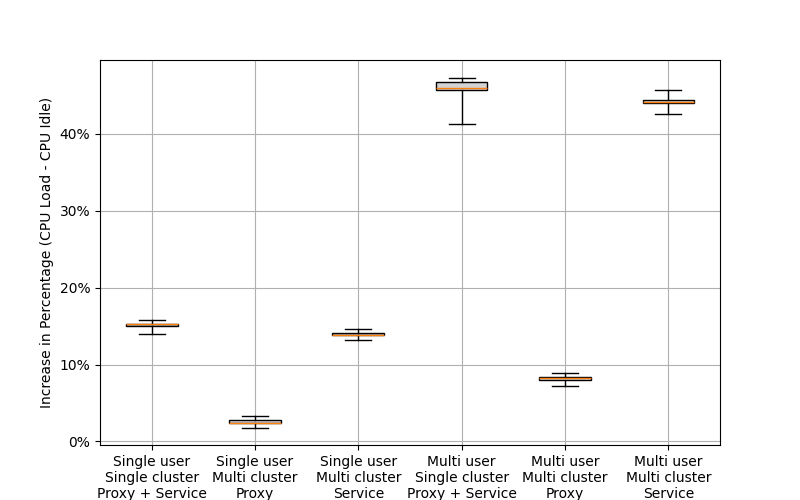 Increase in Percentage (CPU Load - CPU Idle)
40%
30%
20%
10%
0%
Single user
Single cluster
Proxy + Service
Single user
Multi cluster
Proxy
Single user
Multi cluster
Service
Multi user
Single cluster
Proxy + Service
Multi user
Multi cluster
Proxy
Multi user
Multi cluster
Service